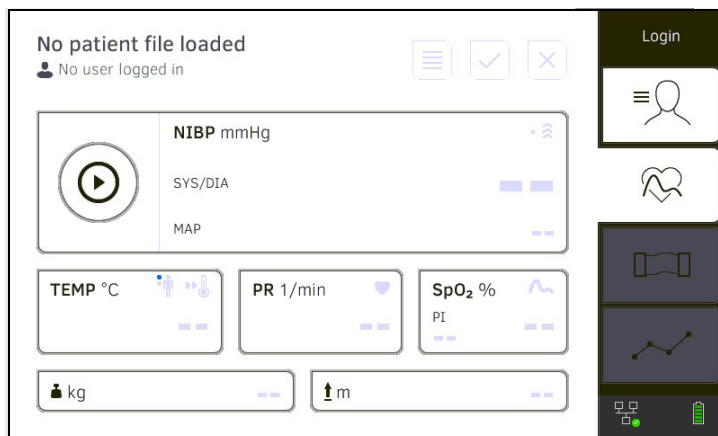 No patient file loaded
No user logged in
Login
NIBP mmHg
SYS/DIA
-- --
MAP
--
TEMP °C
--
PR 1/min
--
SpO₂ %
PI
--
--
kg
--
m
--